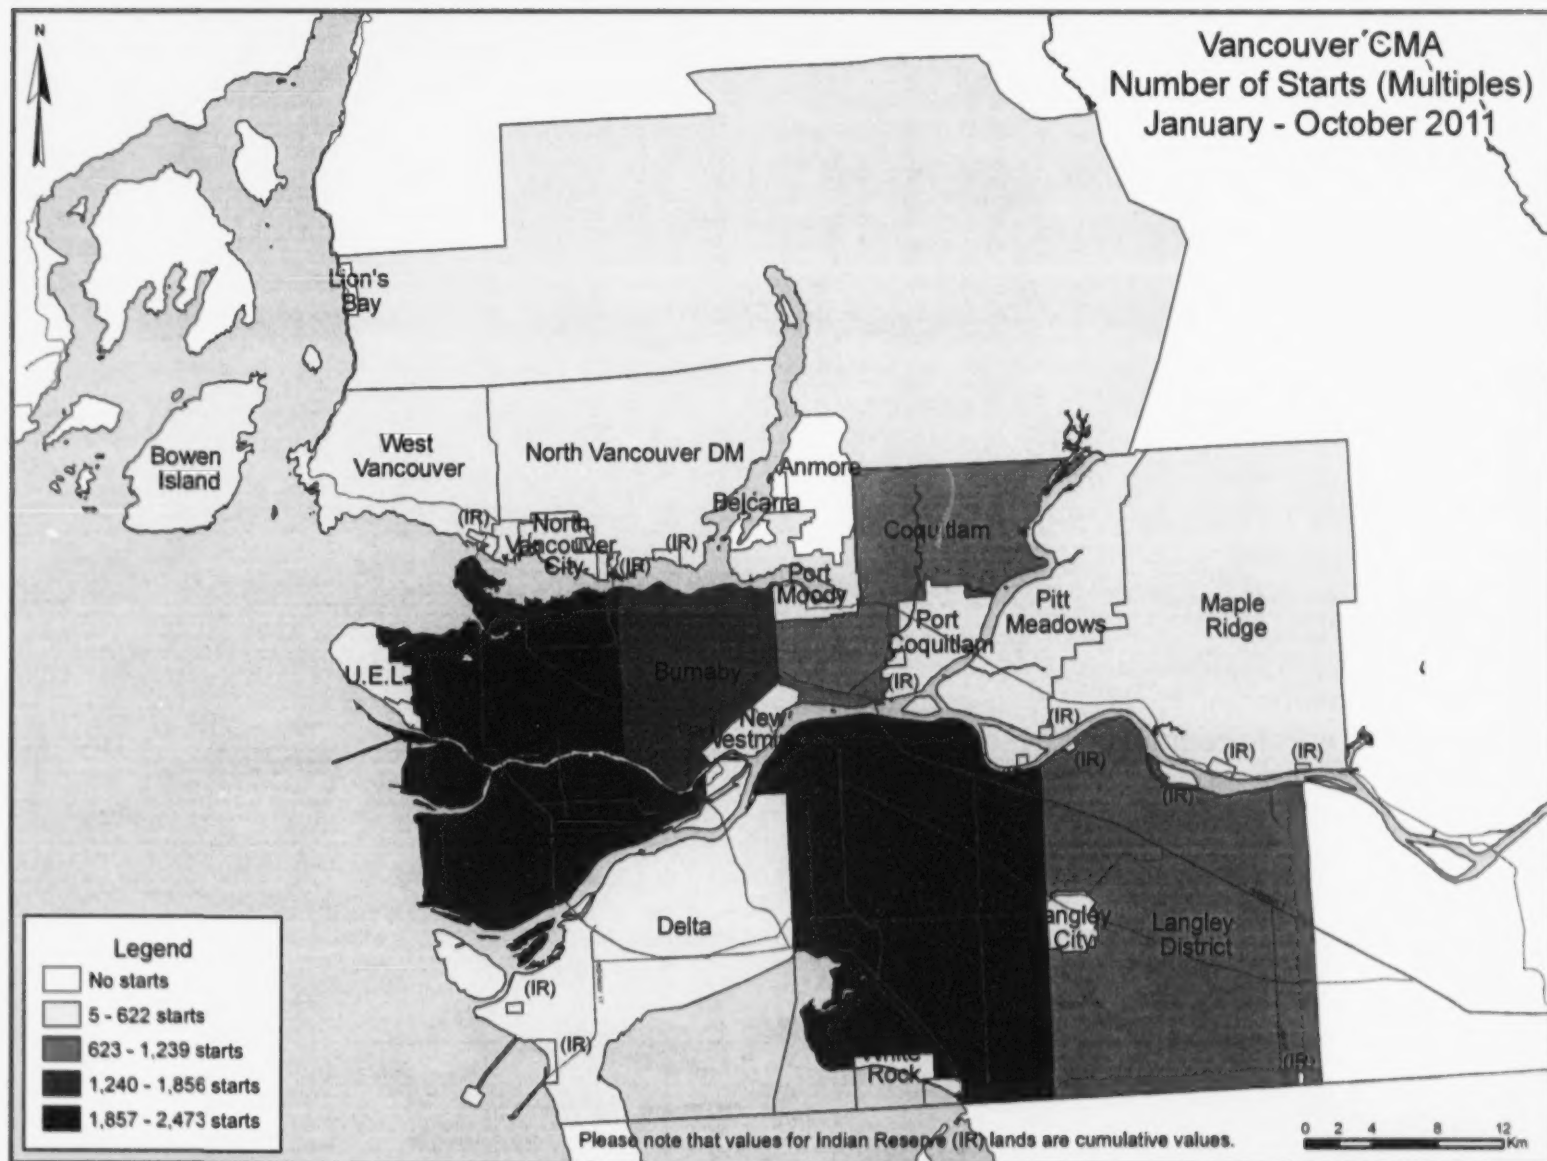 N
Vancouver CMA
Number of Starts (Multiples)
January - October 2011
Lion's
Bay
Bowen
Island
West
Vancouver
North Vancouver DM
Anmore
Belcarra
(IR)
North
Vancouver
City
(IR)
(IR)
Coquitlam
Port
Moody
Port
Coquitlam
Pitt
Meadows
Maple
Ridge
U.E.L.
Burnaby
(IR)
New
Westmin
(IR)
(IR)
(IR)
(IR)
(IR)
Delta
angley
City
Langley
District
(IR)
(IR)
White
Rock
(IR)
Legend
No starts
5 - 622 starts
623 - 1,239 starts
1,240 - 1,856 starts
1,857 - 2,473 starts
Please note that values for Indian Reserve (IR) lands are cumulative values.
0 2 4 8 12
Km